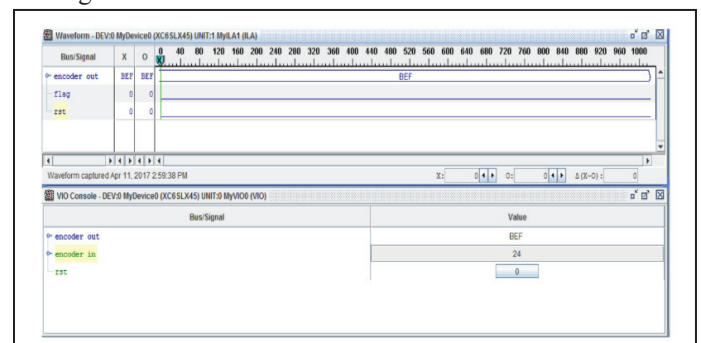 Waveform - DEV:0 MyDevice0 (XC6SLX45) UNIT:1 MyILA1 (ILA)
Bus/Signal X O 0 40 80 120 160 200 240 280 320 360 400 440 480 520 560 600 640 680 720 760 800 840 880 920 960 1000
encoder out BEF BEF BEF
flag 0 0
rst 0 0
Waveform captured Apr 11, 2017 2:59:38 PM X: 0 O: 0 Δ(X-O): 0
VIO Console - DEV:0 MyDevice0 (XC6SLX45) UNIT:0 MyVIO0 (VIO)
Bus/Signal Value
encoder out BEF
encoder in 24
rst 0